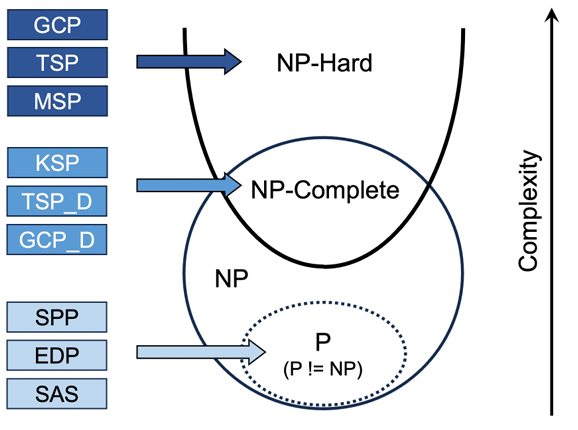 GCP
TSP
MSP
NP-Hard
KSP
TSP_D
GCP_D
NP-Complete
NP
SPP
EDP
SAS
P
(P != NP)
Complexity